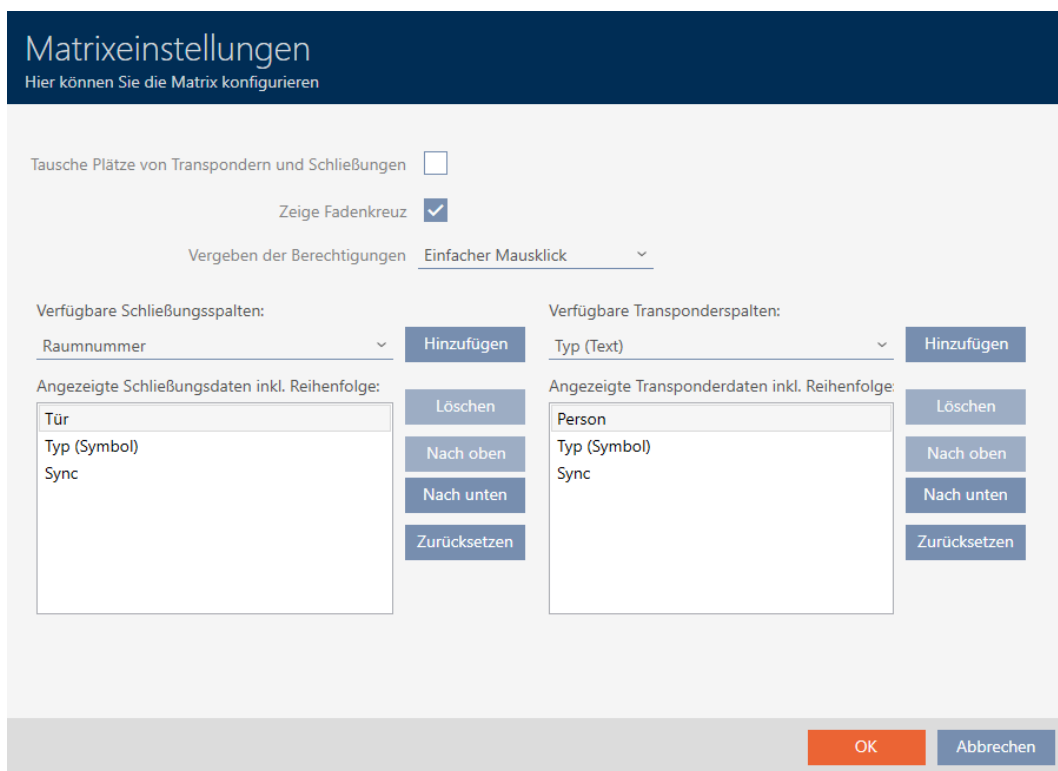 Matrixeinstellungen
Hier können Sie die Matrix konfigurieren
Tausche Plätze von Transpondern und Schließungen
Zeige Fadenkreuz
Vergeben der Berechtigungen Einfacher Mausklick
Verfügbare Schließungsspalten:
Raumnummer
Hinzufügen
Angezeigte Schließungsdaten inkl. Reihenfolge:
Tür
Typ (Symbol)
Sync
Löschen
Nach oben
Nach unten
Zurücksetzen
Verfügbare Transponderspalten:
Typ (Text)
Hinzufügen
Angezeigte Transponderdaten inkl. Reihenfolge:
Person
Typ (Symbol)
Sync
Löschen
Nach oben
Nach unten
Zurücksetzen
OK
Abbrechen